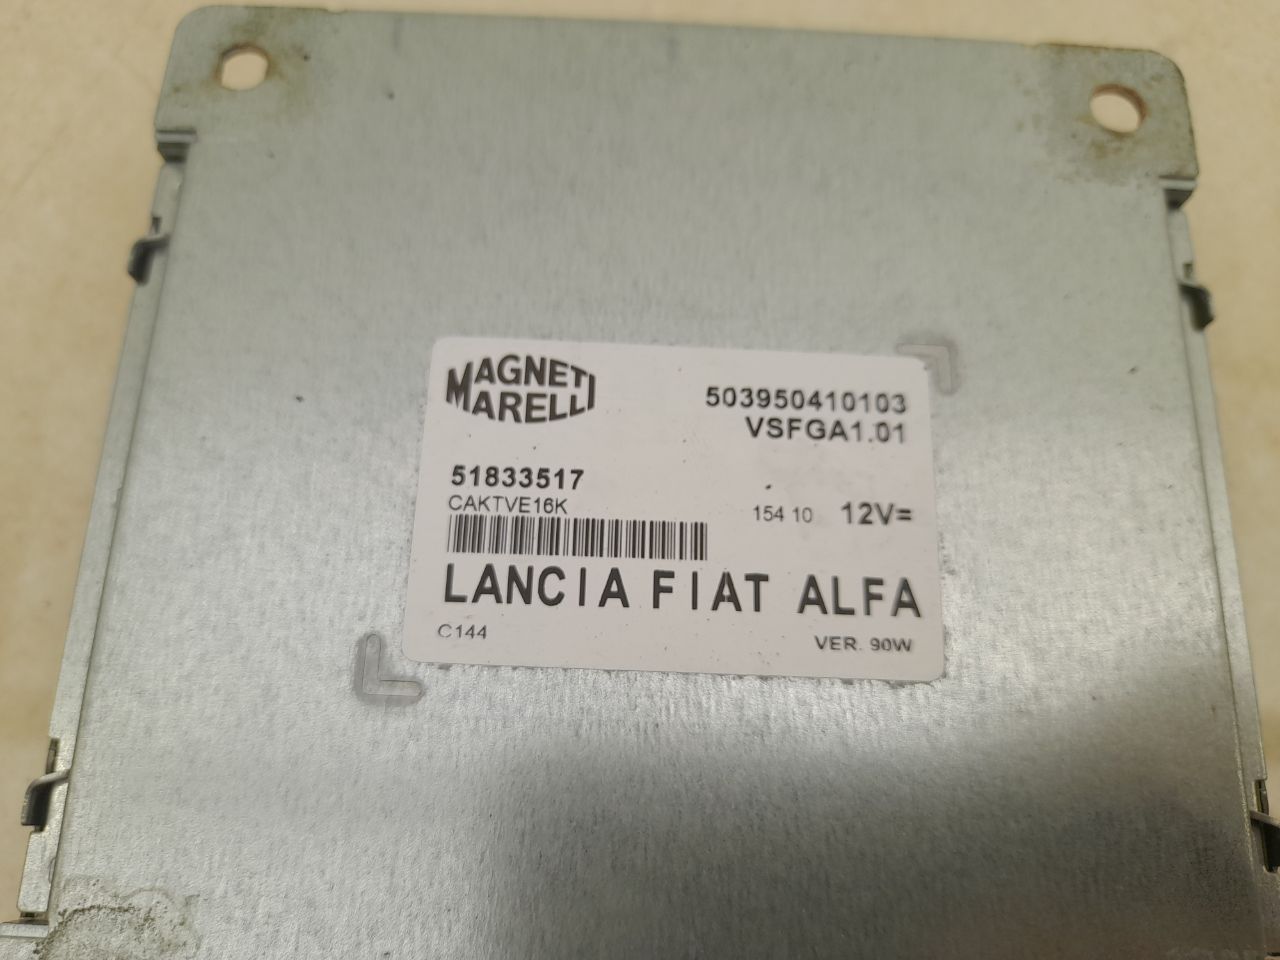 MAGNETI
MARELLI
503950410103
VSFGA1.01
51833517
CAKTVE16K
154 10 12V=
LANCIA FIAT ALFA
C144
VER. 90W